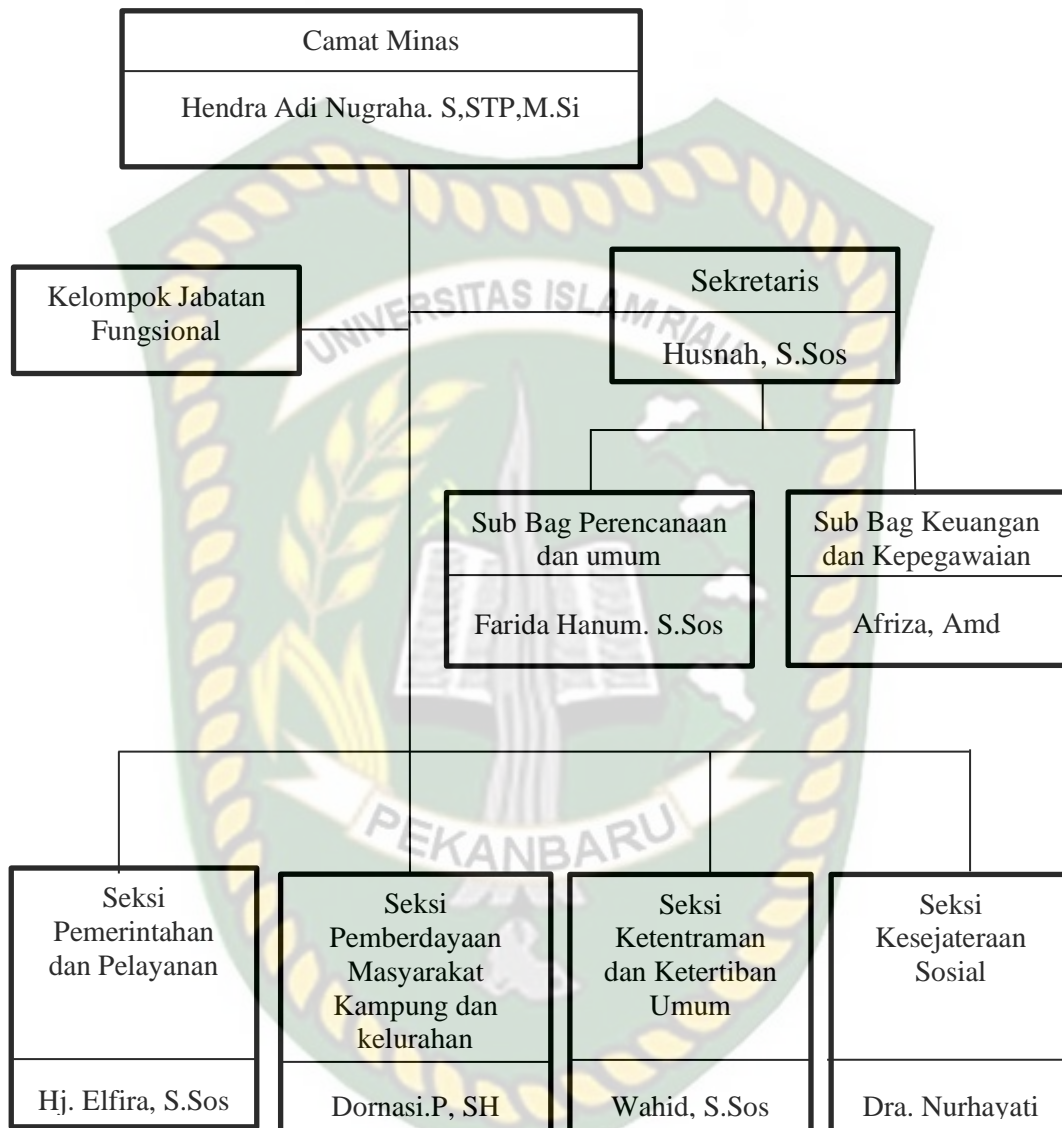 Camat Minas
Hendra Adi Nugraha. S,STP,M.Si
Kelompok Jabatan
Fungsional
Sekretaris
Husnah, S.Sos
UNIVERSITAS ISLAM RIAU
Sub Bag Perencanaan
dan umum
Farida Hanum. S.Sos
Sub Bag Keuangan
dan Kepegawaian
Afriza, Amd
PEKANBARU
Seksi
Pemerintahan
dan Pelayanan
Hj. Elfira, S.Sos
Seksi
Pemberdayaan
Masyarakat
Kampung dan
kelurahan
Dornasi.P, SH
Seksi
Ketentraman
dan Ketertiban
Umum
Wahid, S.Sos
Seksi
Kesejateraan
Sosial
Dra. Nurhayati